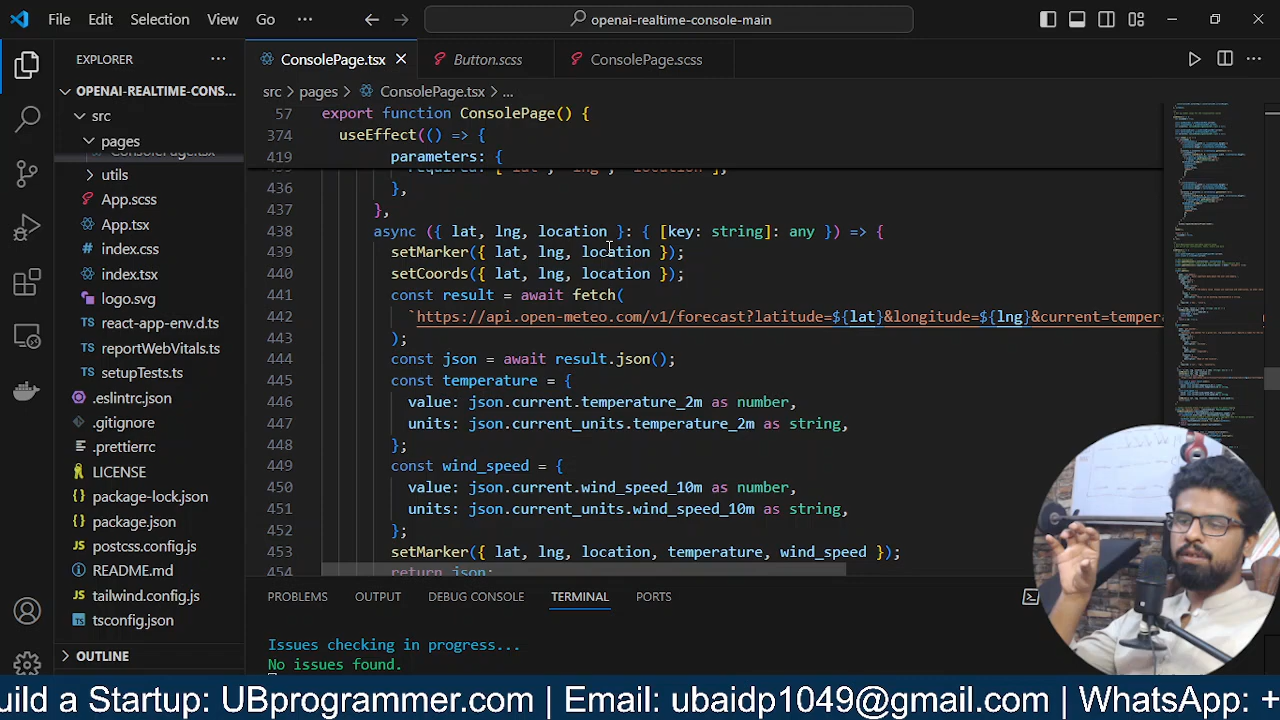 File Edit Selection View Go ··· openai-realtime-console-main
EXPLORER ···
OPENAI-REALTIME-CONS...
src
pages
ConsolePage.tsx
utils
App.scss
App.tsx
index.css
index.tsx
logo.svg
react-app-env.d.ts
reportWebVitals.ts
setupTests.ts
.eslintrc.json
.gitignore
.prettierrc
LICENSE
package-lock.json
package.json
postcss.config.js
README.md
tailwind.config.js
tsconfig.json
OUTLINE
ConsolePage.tsx Button.scss ConsolePage.scss
src > pages > ConsolePage.tsx > ...
57 export function ConsolePage() {
374 useEffect(() => {
419 parameters: {
required: ['lat', 'lng', 'location'],
436 },
437 },
438 async ({ lat, lng, location }: { [key: string]: any }) => {
439 setMarker({ lat, lng, location });
440 setCoords({ lat, lng, location });
441 const result = await fetch(
442 `https://api.open-meteo.com/v1/forecast?latitude=${lat}&longitude=${lng}&current=tempera
443 );
444 const json = await result.json();
445 const temperature = {
446 value: json.current.temperature_2m as number,
447 units: json.current_units.temperature_2m as string,
448 };
449 const wind_speed = {
450 value: json.current.wind_speed_10m as number,
451 units: json.current_units.wind_speed_10m as string,
452 };
453 setMarker({ lat, lng, location, temperature, wind_speed });
454 return json;
PROBLEMS OUTPUT DEBUG CONSOLE TERMINAL PORTS
Issues checking in progress...
No issues found.
uild a Startup: UBprogrammer.com | Email: ubaidp1049@gmail.com | WhatsApp: +